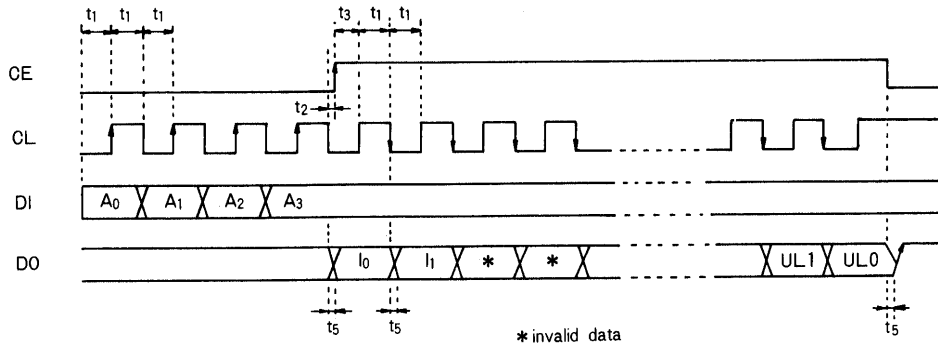 t1 t1 t1 t3 t1 t1
CE
t2
CL
DI A0 A1 A2 A3
DO I0 I1 * * UL1 UL0
t5 t5 t5
* invalid data